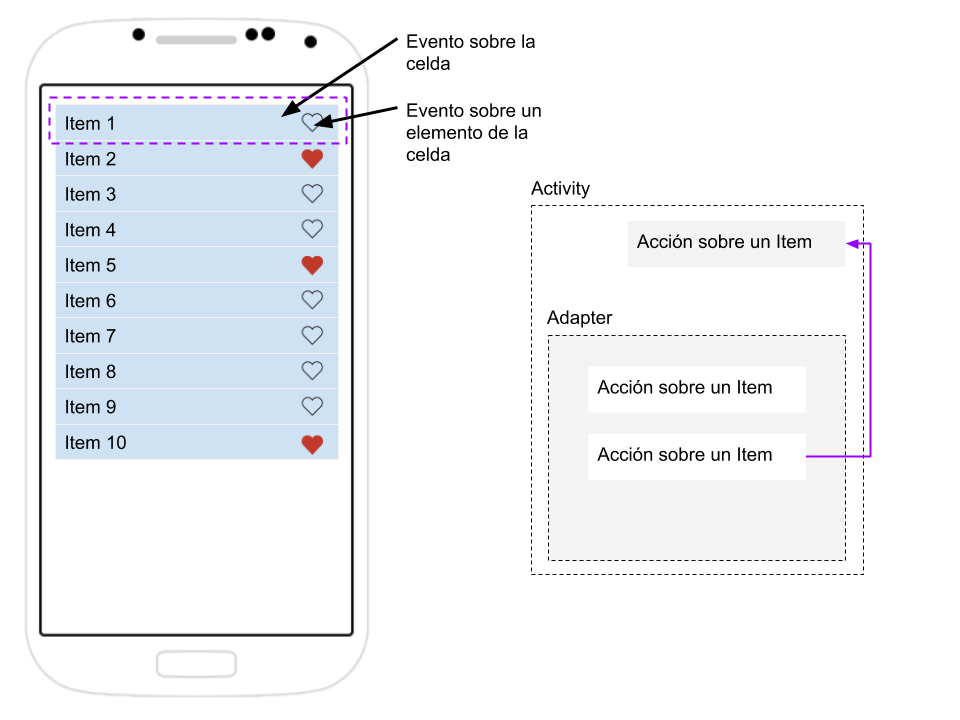 Evento sobre la
celda
Evento sobre un
elemento de la
celda
Item 1
Item 2
Item 3
Item 4
Item 5
Item 6
Item 7
Item 8
Item 9
Item 10
Activity
Acción sobre un Item
Adapter
Acción sobre un Item
Acción sobre un Item